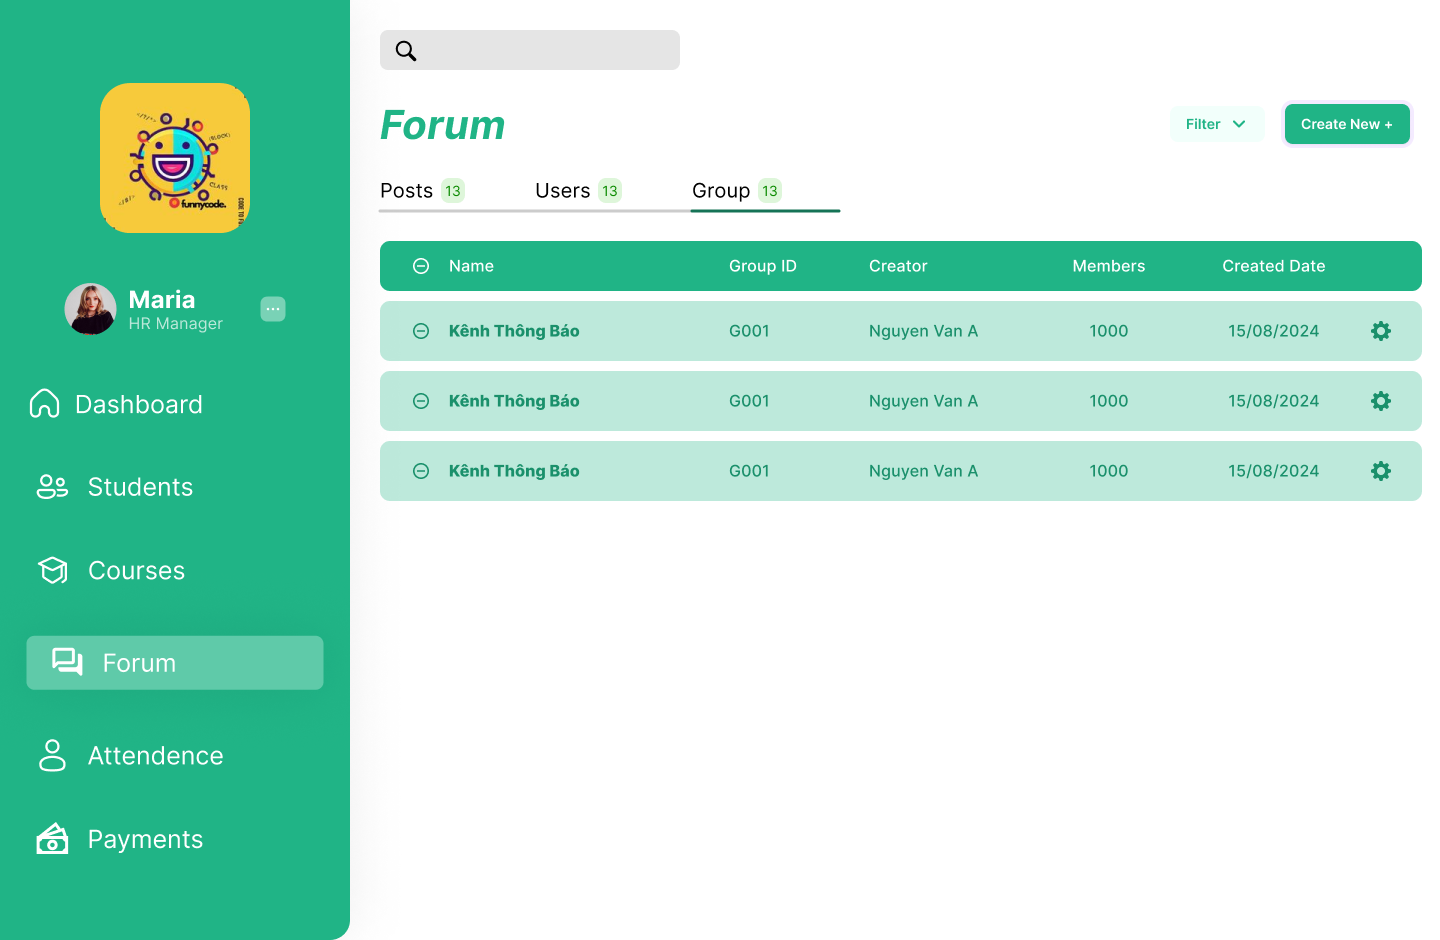 </i>
{BLOCK}
CLASS
</B>
funnycode.
Maria
HR Manager
...
Dashboard
Students
Courses
Forum
Attendence
Payments
Forum
Filter
Create New +
Posts 13
Users 13
Group 13
Name Group ID Creator Members Created Date
Kênh Thông Báo G001 Nguyen Van A 1000 15/08/2024
Kênh Thông Báo G001 Nguyen Van A 1000 15/08/2024
Kênh Thông Báo G001 Nguyen Van A 1000 15/08/2024